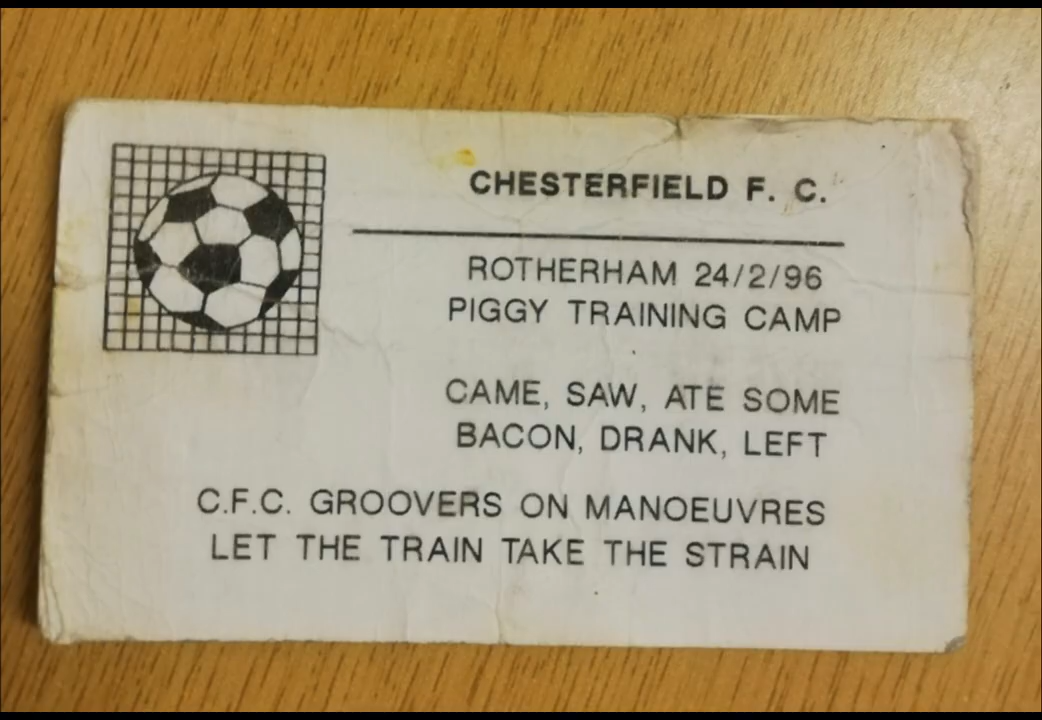 CHESTERFIELD F. C.
ROTHERHAM 24/2/96
PIGGY TRAINING CAMP
CAME, SAW, ATE SOME
BACON, DRANK, LEFT
C.F.C. GROOVERS ON MANOEUVRES
LET THE TRAIN TAKE THE STRAIN